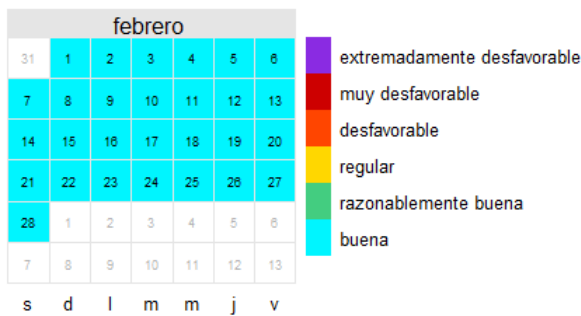 febrero
31 1 2 3 4 5 6
7 8 9 10 11 12 13
14 15 16 17 18 19 20
21 22 23 24 25 26 27
28 1 2 3 4 5 6
7 8 9 10 11 12 13
s d l m m j v
extremadamente desfavorable
muy desfavorable
desfavorable
regular
razonablemente buena
buena